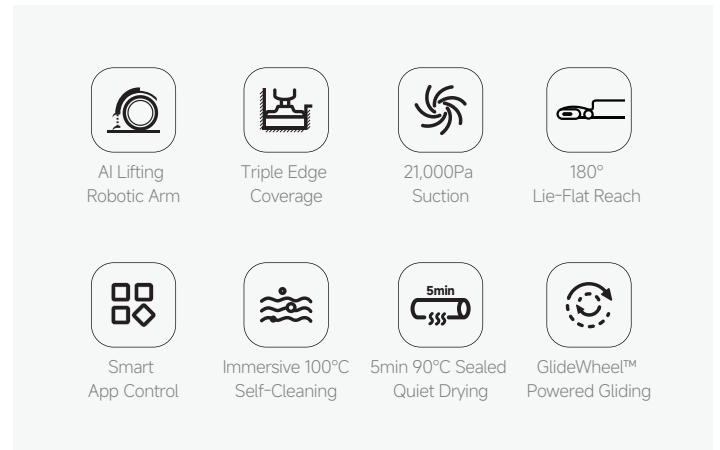 AI Lifting
Robotic Arm
Triple Edge
Coverage
21,000Pa
Suction
180°
Lie-Flat Reach
5min
Smart
App Control
Immersive 100°C
Self-Cleaning
5min 90°C Sealed
Quiet Drying
GlideWheel™
Powered Gliding